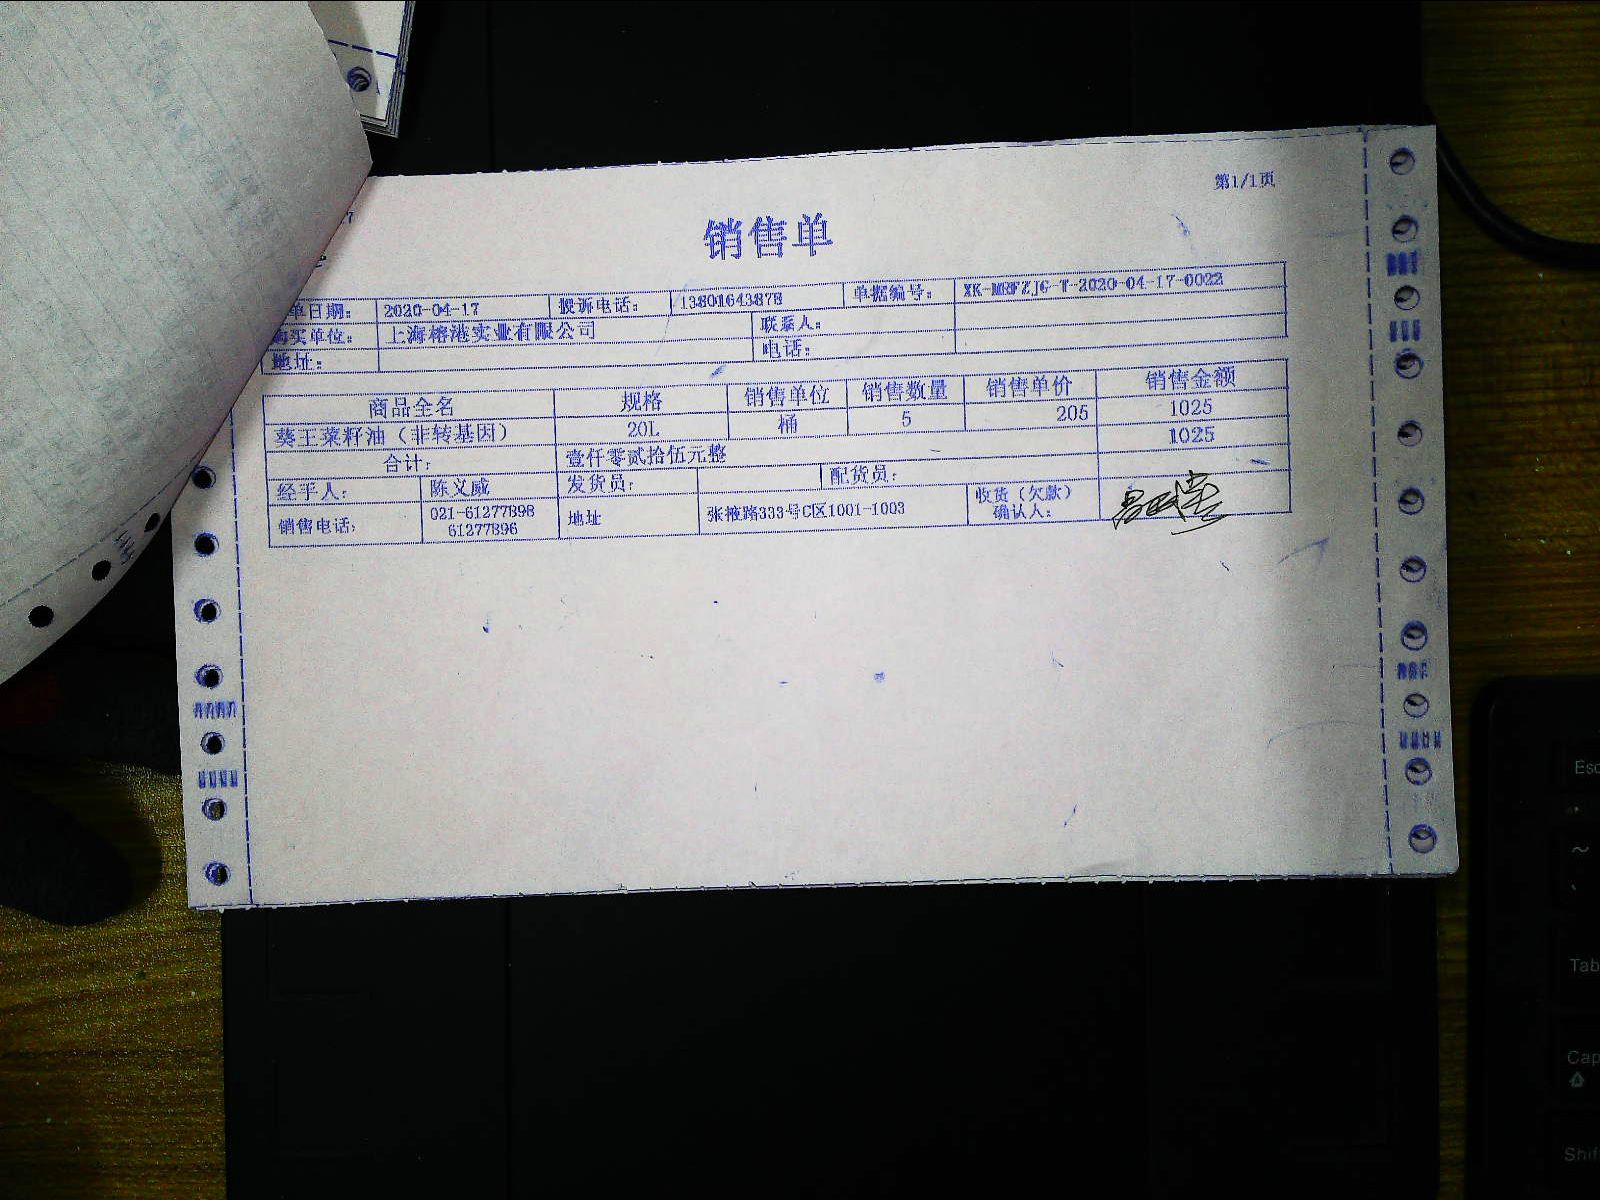 第1/1页
销售单
单日期: 2020-04-17 投诉电话: 13801643878 单据编号: XK-MBFZJG-T-2020-04-17-0022
购买单位: 上海榕港实业有限公司 联系人:
地址: 电话:
商品全名 规格 销售单位 销售数量 销售单价 销售金额
葵王菜籽油（非转基因） 20L 桶 5 205 1025
合计: 壹仟零贰拾伍元整 1025
经手人: 陈义威 发货员: 配货员:
销售电话: 021-61277898 61277896 地址 张掖路333号C区1001-1003 收货（欠款）确认人:
Esc
~
Tab
Cap
A
Shif